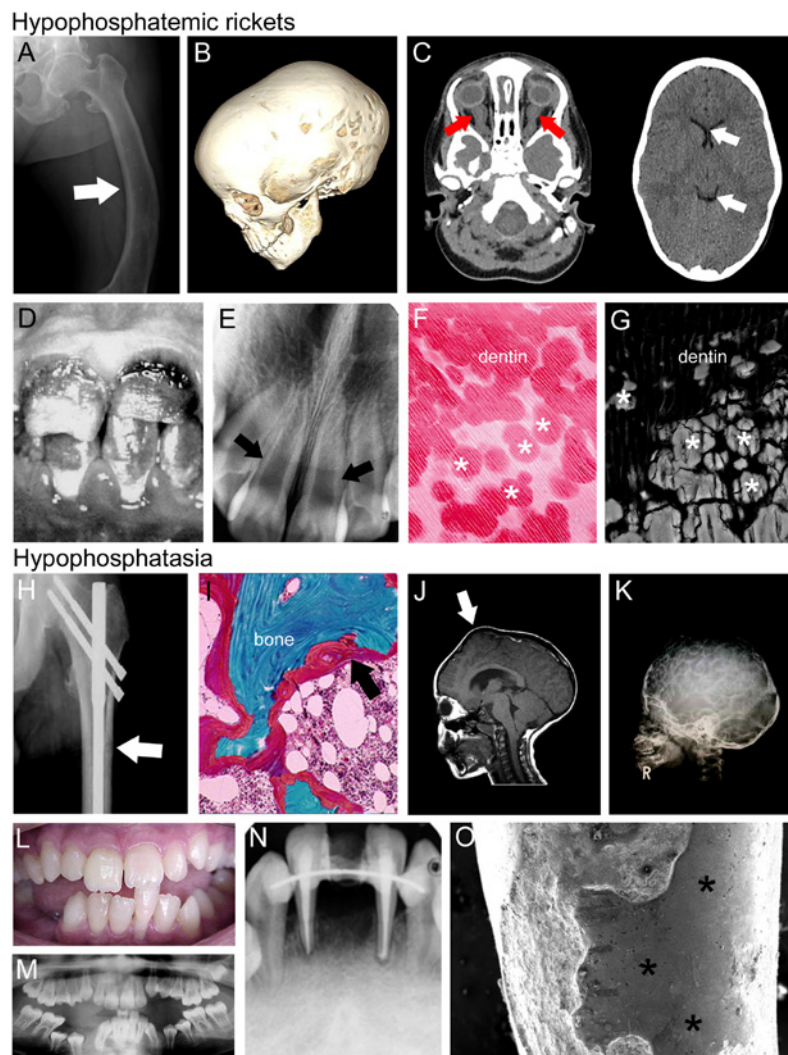 Hypophosphatemic rickets
A
B
C
D
E
F
dentin
G
dentin
Hypophosphatasia
H
I
bone
J
K
R
L
M
N
O